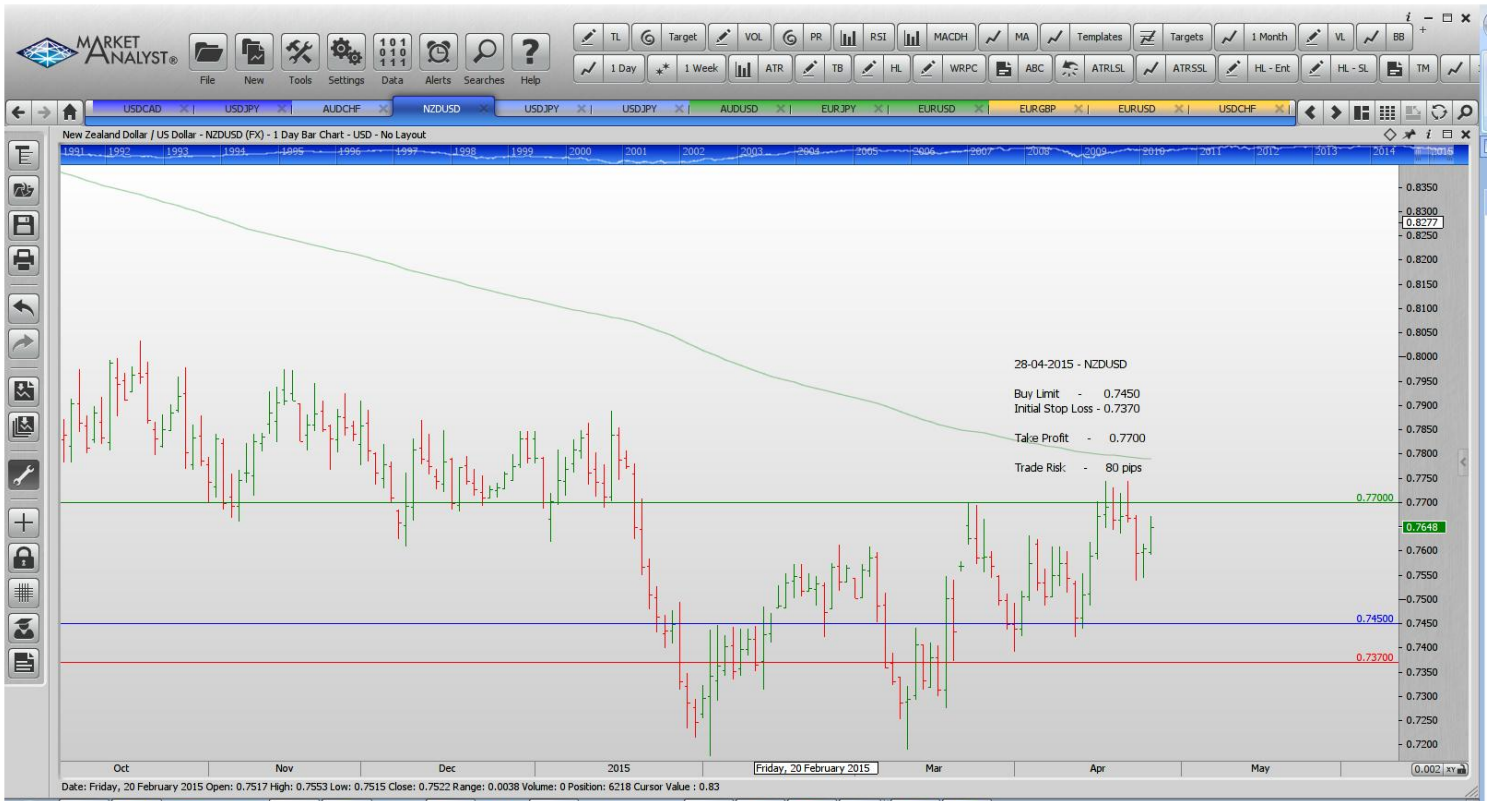 MARKET ANALYST®
File New Tools Settings Data Alerts Searches Help
TL Target VOL PR RSI MACDH MA Templates Targets 1 Month VL BB
1 Day 1 Week ATR TB HL WRPC ABC ATRLSL ATRSSL HL - Ent HL - SL TM
USDCAD USDJPY AUDCHF NZDUSD USDJPY USDJPY AUDUSD EURJPY EURUSD EURGBP EURUSD USDCHF
New Zealand Dollar / US Dollar - NZDUSD (FX) - 1 Day Bar Chart - USD - No Layout
1991 1992 1993 1994 1995 1996 1997 1998 1999 2000 2001 2002 2003 2004 2005 2006 2007 2008 2009 2010 2011 2012 2013 2014 2015
0.8350
0.8300
0.8277
0.8250
0.8200
0.8150
0.8100
0.8050
0.8000
28-04-2015 - NZDUSD
0.7950
Buy Limit - 0.7450
0.7900
Initial Stop Loss - 0.7370
0.7850
Take Profit - 0.7700
0.7800
Trade Risk - 80 pips
0.7750
0.77000
0.7700
0.7648
0.7600
0.7550
0.7500
0.74500
0.7450
0.7400
0.73700
0.7350
0.7300
0.7250
0.7200
Oct Nov Dec 2015 Friday, 20 February 2015 Mar Apr May 0.002 XY
Date: Friday, 20 February 2015 Open: 0.7517 High: 0.7553 Low: 0.7515 Close: 0.7522 Range: 0.0038 Volume: 0 Position: 6218 Cursor Value : 0.83